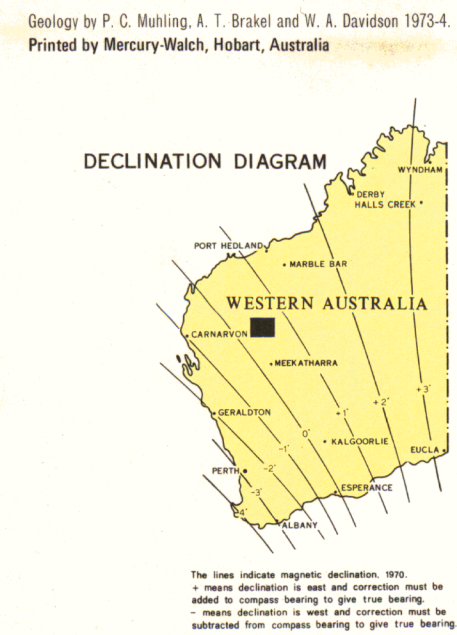 Geology by P. C. Muhling, A. T. Brakel and W. A. Davidson 1973-4.
Printed by Mercury-Walch, Hobart, Australia
DECLINATION DIAGRAM
WYNDHAM
DERBY
HALLS CREEK
PORT HEDLAND
MARBLE BAR
WESTERN AUSTRALIA
CARNARVON
MEEKATHARRA
+3°
+2°
+1°
GERALDTON
0°
KALGOORLIE
-1°
EUCLA
-2°
PERTH
-3°
ESPERANCE
-4°
ALBANY
The lines indicate magnetic declination, 1970.
+ means declination is east and correction must be
added to compass bearing to give true bearing.
- means declination is west and correction must be
subtracted from compass bearing to give true bearing.